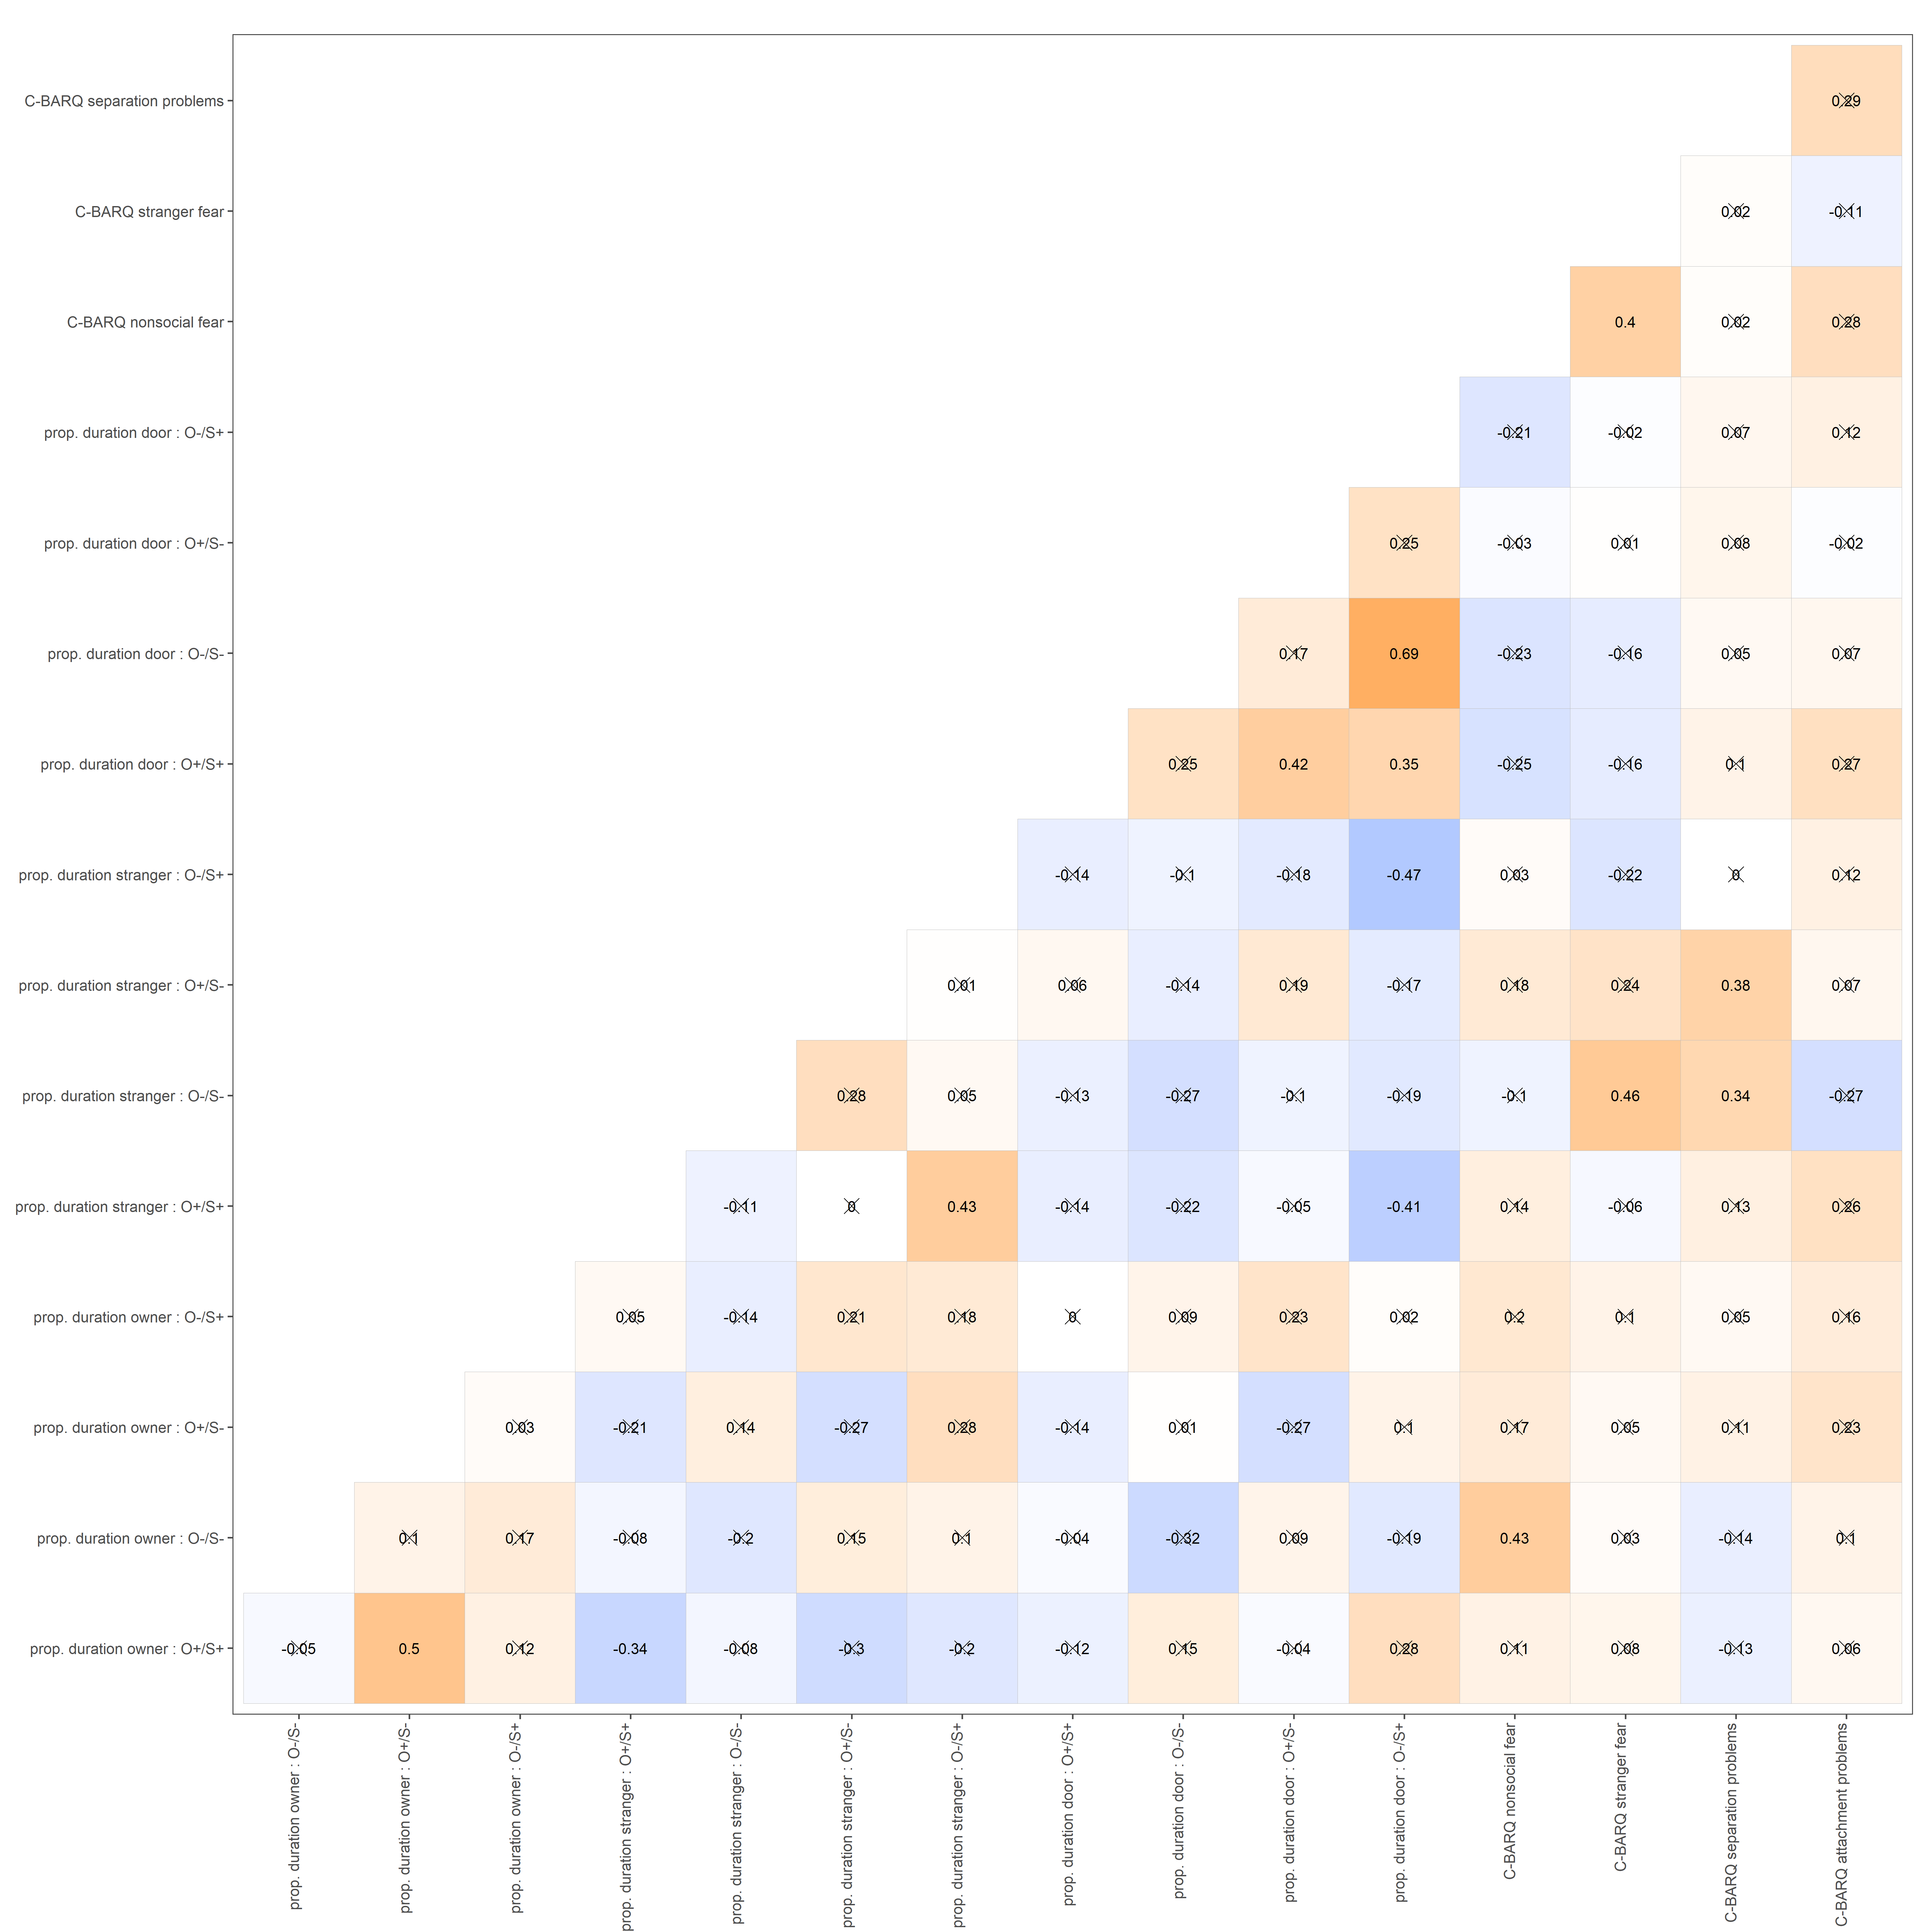 C-BARQ separation problems 0.29
C-BARQ stranger fear 0.02 -0.11
C-BARQ nonsocial fear 0.4 0.02 0.28
prop. duration door : O-/S+ -0.21 -0.02 0.07 0.12
prop. duration door : O+/S- 0.25 -0.03 0.01 0.08 -0.02
prop. duration door : O-/S- 0.17 0.69 -0.23 -0.16 0.05 0.07
prop. duration door : O+/S+ 0.25 0.42 0.35 -0.25 -0.16 0.1 0.27
prop. duration stranger : O-/S+ -0.14 -0.1 -0.18 -0.47 0.03 -0.22 0 0.12
prop. duration stranger : O+/S- 0.01 0.06 -0.14 0.19 -0.17 0.18 0.24 0.38 0.07
prop. duration stranger : O-/S- 0.28 0.05 -0.13 -0.27 -0.1 -0.19 -0.1 0.46 0.34 -0.27
prop. duration stranger : O+/S+ -0.11 0 0.43 -0.14 -0.22 -0.05 -0.41 0.14 -0.06 0.13 0.26
prop. duration owner : O-/S+ 0.05 -0.14 0.21 0.18 0 0.09 0.23 0.02 0.2 0.1 0.05 0.16
prop. duration owner : O+/S- 0.03 -0.21 0.14 -0.27 0.28 -0.14 0.01 -0.27 0.1 0.17 0.05 0.11 0.23
prop. duration owner : O-/S- 0.1 0.17 -0.08 -0.2 0.15 0.1 -0.04 -0.32 0.09 -0.19 0.43 0.03 -0.14 0.1
prop. duration owner : O+/S+ -0.05 0.5 0.12 -0.34 -0.08 -0.3 -0.2 -0.12 0.15 -0.04 0.28 0.11 0.08 -0.13 0.06
prop. duration owner : O-/S-
prop. duration owner : O+/S-
prop. duration owner : O-/S+
prop. duration stranger : O+/S+
prop. duration stranger : O-/S-
prop. duration stranger : O+/S-
prop. duration stranger : O-/S+
prop. duration door : O+/S+
prop. duration door : O-/S-
prop. duration door : O+/S-
prop. duration door : O-/S+
C-BARQ nonsocial fear
C-BARQ stranger fear
C-BARQ separation problems
C-BARQ attachment problems